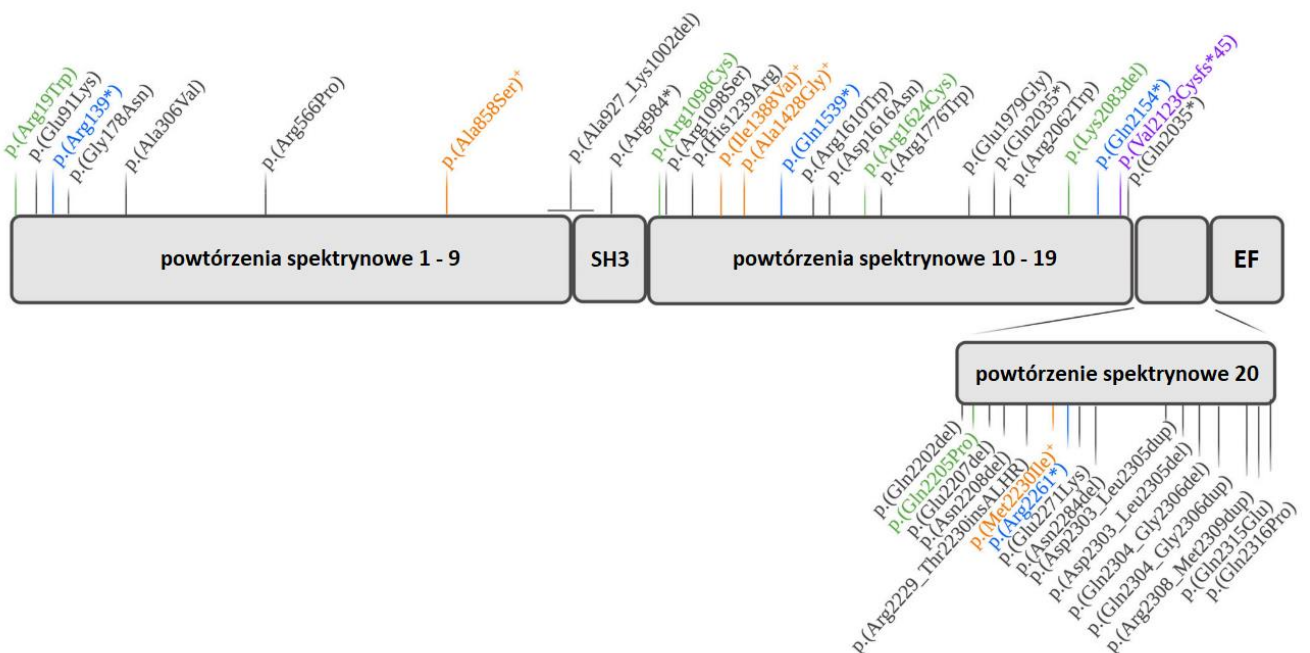 p.(Arg19Trp)
p.(Glu91Lys)
p.(Arg139*)
p.(Gly178Asn)
p.(Ala306Val)
p.(Arg566Pro)
p.(Ala858Ser)⁺
p.(Ala927_Lys1002del)
p.(Arg984*)
p.(Arg1098Cys)
p.(Arg1098Ser)
p.(His1239Arg)
p.(Ile1388Val)⁺
p.(Ala1428Gly)⁺
p.(Gln1539*)
p.(Arg1610Trp)
p.(Asp1616Asn)
p.(Arg1624Cys)
p.(Arg1776Trp)
p.(Glu1979Gly)
p.(Gln2035*)
p.(Arg2062Trp)
p.(Lys2083del)
p.(Gln2154*)
p.(Val2123Cysfs*45)
p.(Gln2035*)
powtórzenia spektrynowe 1 - 9
SH3
powtórzenia spektrynowe 10 - 19
EF
powtórzenie spektrynowe 20
p.(Gln2202del)
p.(Gln2205Pro)
p.(Glu2207del)
p.(Asn2208del)
p.(Arg2229_Thr2230insALHR)
p.(Met2230Ile)⁺
p.(Arg2261*)
p.(Glu2271Lys)
p.(Asn2284del)
p.(Asp2303_Leu2305dup)
p.(Asp2303_Leu2305del)
p.(Gln2304_Gly2306del)
p.(Gln2304_Gly2306dup)
p.(Arg2308_Met2309dup)
p.(Gln2315Glu)
p.(Gln2316Pro)